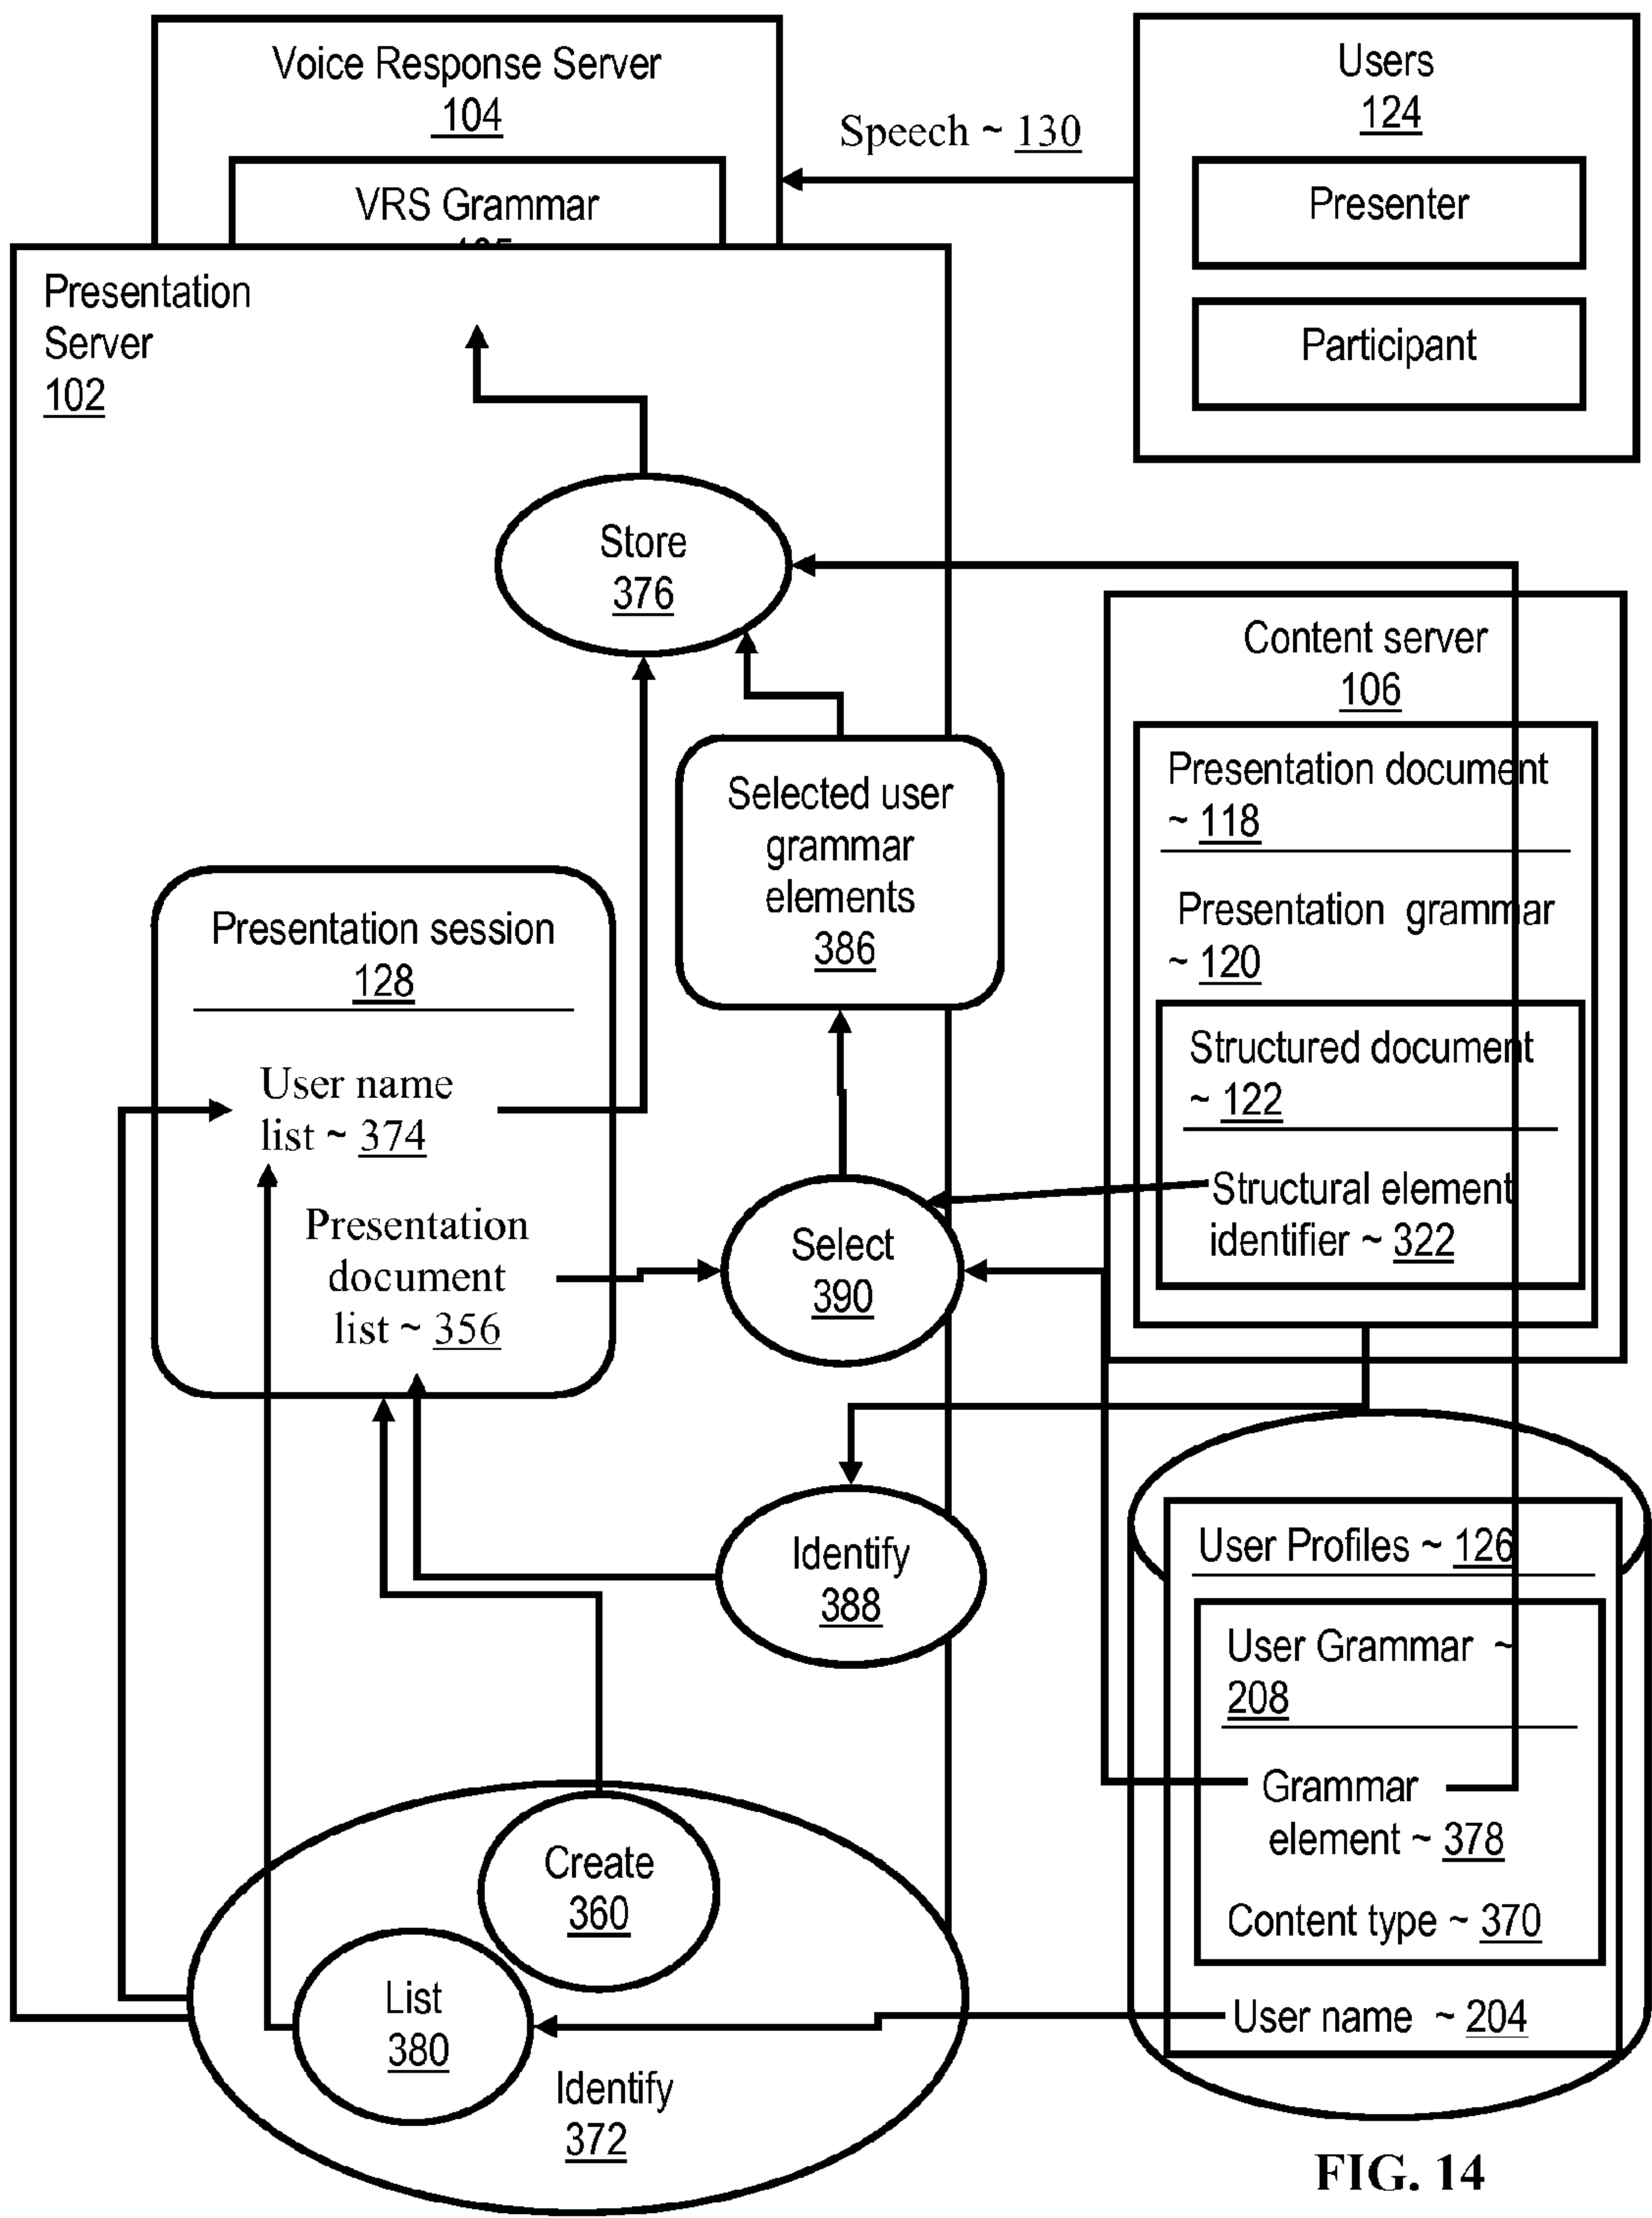 Voice Response Server
104
VRS Grammar
Speech ~ 130
Users
124
Presenter
Participant
Presentation
Server
102
Store
376
Content server
106
Presentation document
~ 118
Presentation grammar
~ 120
Structured document
~ 122
Structural element
identifier ~ 322
Selected user
grammar
elements
386
Presentation session
128
User name
list ~ 374
Presentation
document
list ~ 356
Select
390
Identify
388
User Profiles ~ 126
User Grammar ~
208
Grammar
element ~ 378
Content type ~ 370
User name ~ 204
Create
360
List
380
Identify
372
FIG. 14